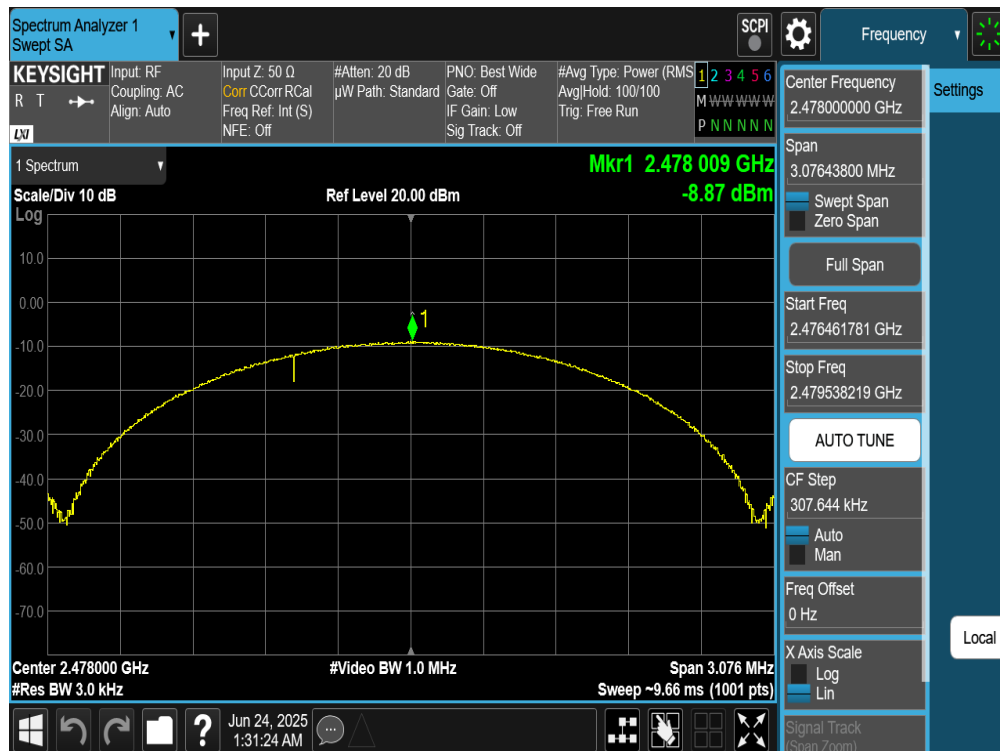 Spectrum Analyzer 1
Swept SA
+
SCPI
Frequency
KEYSIGHT
R T
LXI
Input: RF
Coupling: AC
Align: Auto
Input Z: 50 Ω
Corr CCorr RCal
Freq Ref: Int (S)
NFE: Off
#Atten: 20 dB
µW Path: Standard
PNO: Best Wide
Gate: Off
IF Gain: Low
Sig Track: Off
#Avg Type: Power (RMS
Avg|Hold: 100/100
Trig: Free Run
1 2 3 4 5 6
M W W W W W
P N N N N N
1 Spectrum
Mkr1 2.478 009 GHz
-8.87 dBm
Scale/Div 10 dB
Ref Level 20.00 dBm
Log
10.0
0.00
-10.0
-20.0
-30.0
-40.0
-50.0
-60.0
-70.0
1
Center 2.478000 GHz
#Video BW 1.0 MHz
Span 3.076 MHz
#Res BW 3.0 kHz
Sweep ~9.66 ms (1001 pts)
Center Frequency
2.478000000 GHz
Span
3.07643800 MHz
Swept Span
Zero Span
Full Span
Start Freq
2.476461781 GHz
Stop Freq
2.479538219 GHz
AUTO TUNE
CF Step
307.644 kHz
Auto
Man
Freq Offset
0 Hz
X Axis Scale
Log
Lin
Signal Track
(Span Zoom)
Settings
Local
?
Jun 24, 2025
1:31:24 AM